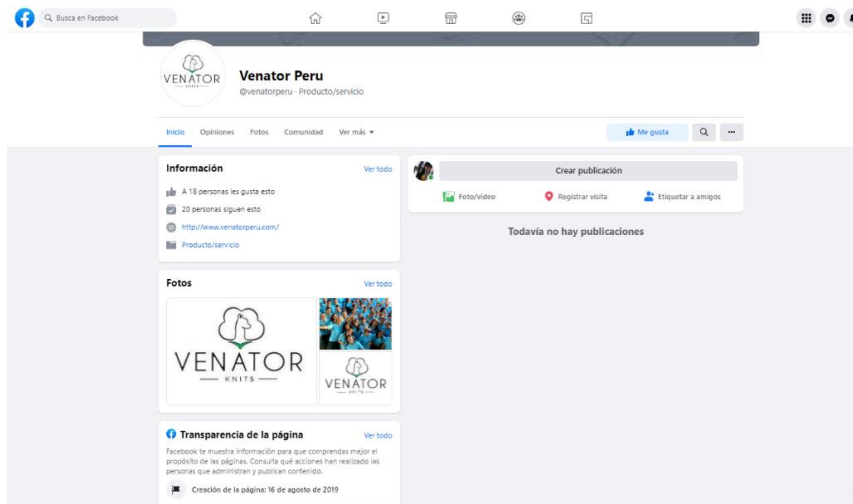 Busca en Facebook
VENATOR
KNITS
Venator Peru
@venatorperu · Producto/servicio
Inicio Opiniones Fotos Comunidad Ver más
Me gusta
Información Ver todo
A 18 personas les gusta esto
20 personas siguen esto
http://www.venatorperu.com/
Producto/servicio
Crear publicación
Foto/video Registrar visita Etiquetar a amigos
Todavía no hay publicaciones
Fotos Ver todo
VENATOR
KNITS
VENATOR
KNITS
Transparencia de la página Ver todo
Facebook te muestra información para que comprendas mejor el
propósito de las páginas. Consulta qué acciones han realizado las
personas que administran y publican contenido.
Creación de la página: 16 de agosto de 2019